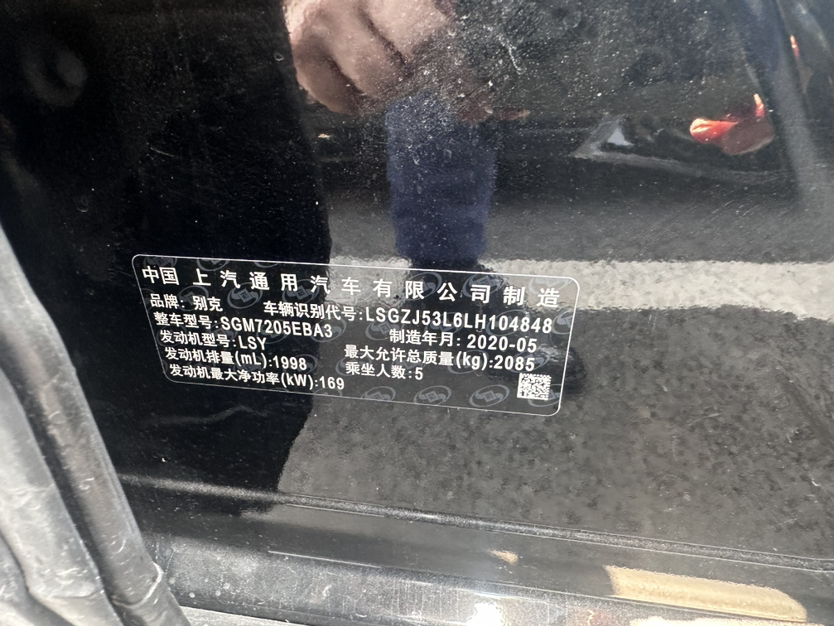 中国 上汽通用汽车有限公司制造
品牌: 别克 车辆识别代号:LSGZJ53L6LH104848
整车型号:SGM7205EBA3 制造年月: 2020-05
发动机型号:LSY 最大允许总质量(kg):2085
发动机排量(mL):1998 乘坐人数:5
发动机最大净功率(kW):169